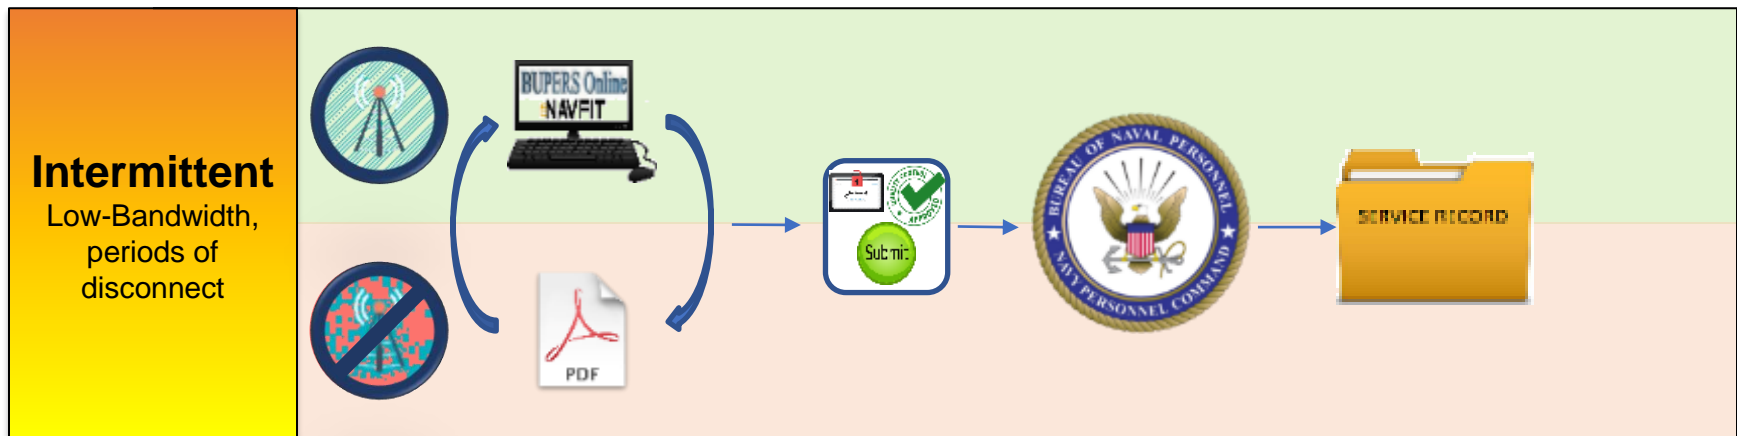 Intermittent
Low-Bandwidth,
periods of
disconnect
BUPERS Online
NAVFIT
PDF
APPROVED
Submit
BUREAU OF NAVAL PERSONNEL
NAVY PERSONNEL COMMAND
SERVICE RECORD